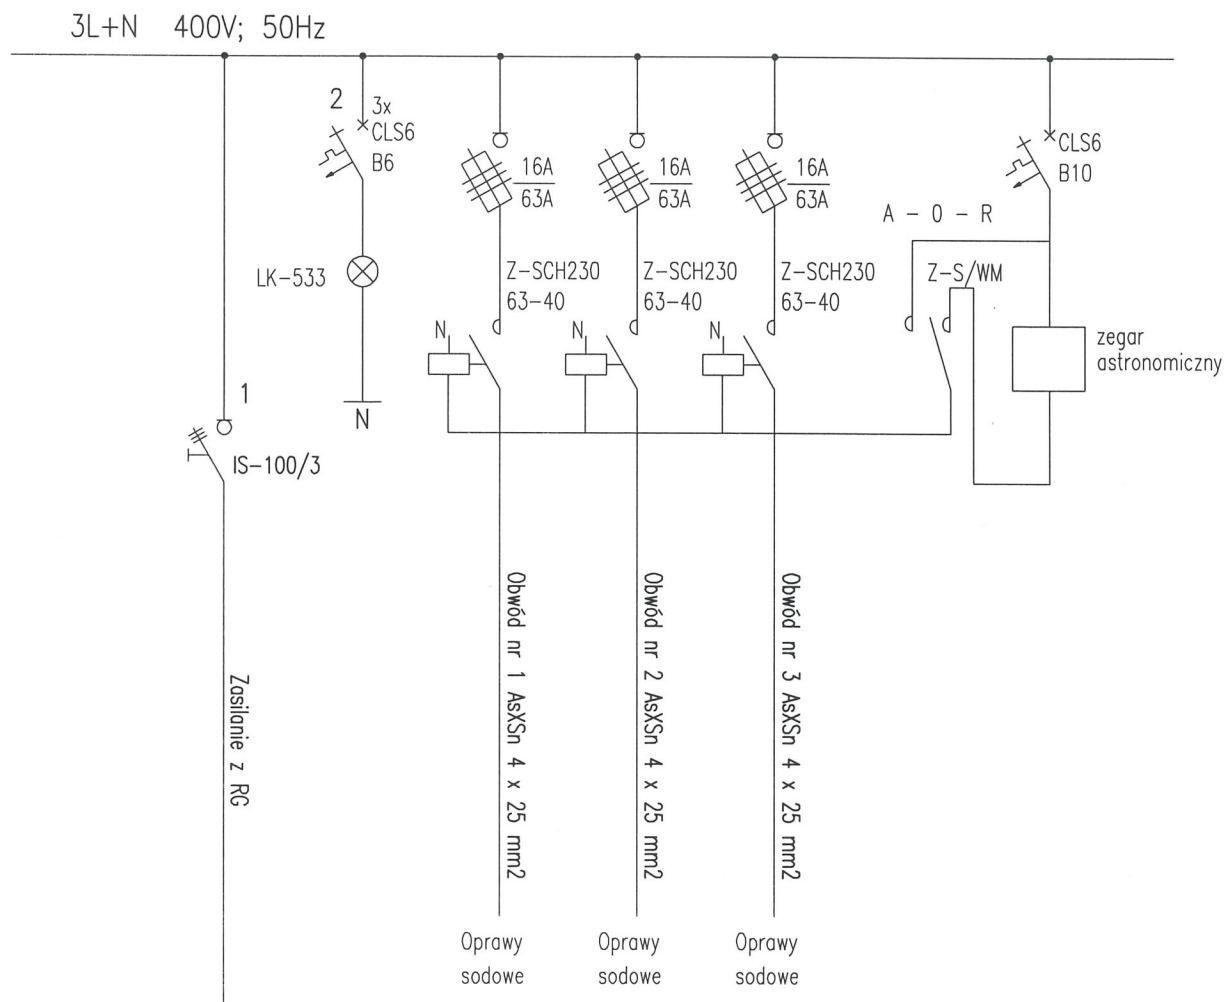 3L+N 400V; 50Hz
1
IS-100/3
Zasilanie z RG
2
3x
CLS6
B6
LK-533
N
16A
63A
Z-SCH230
63-40
N
Obwód nr 1 AsXSn 4 x 25 mm2
Oprawy
sodowe
16A
63A
Z-SCH230
63-40
N
Obwód nr 2 AsXSn 4 x 25 mm2
Oprawy
sodowe
16A
63A
Z-SCH230
63-40
N
Obwód nr 3 AsXSn 4 x 25 mm2
Oprawy
sodowe
CLS6
B10
A - 0 - R
Z-S/WM
zegar
astronomiczny